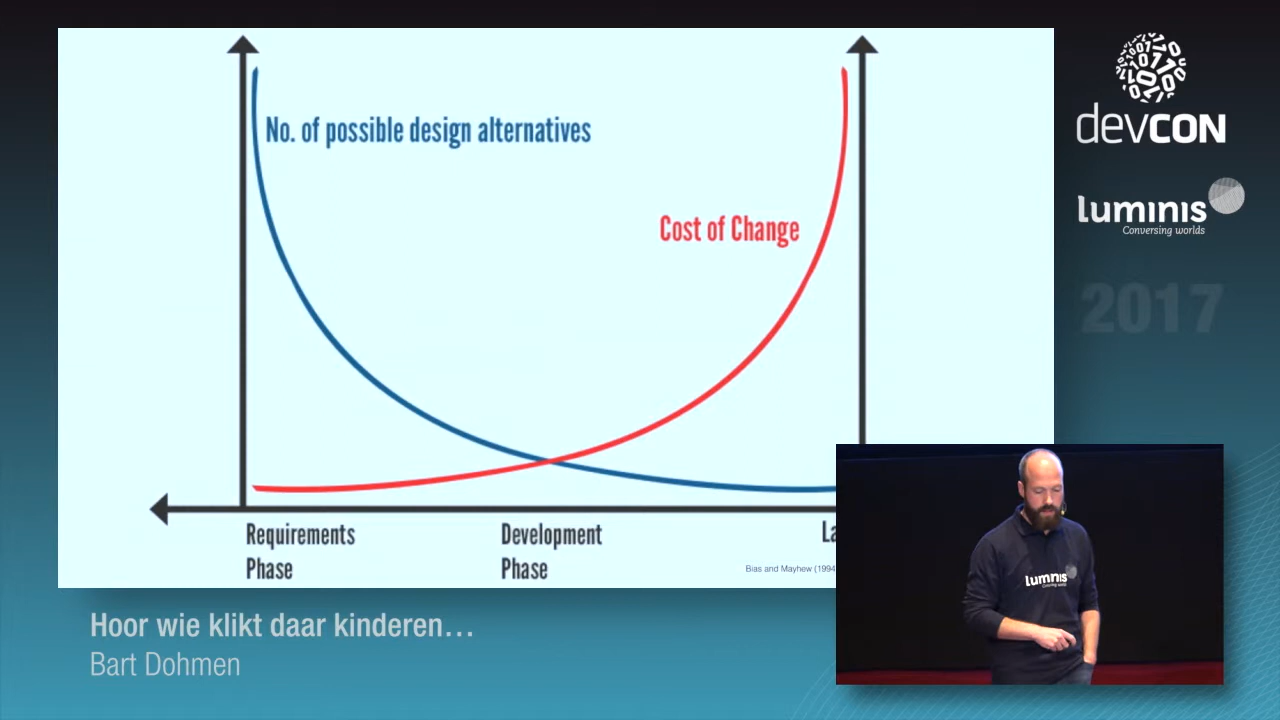 No. of possible design alternatives
Cost of Change
Requirements
Phase
Development
Phase
Bias and Mayhew (1994
devCON
luminis
Conversing worlds
2017
luminis
Hoor wie klikt daar kinderen…
Bart Dohmen